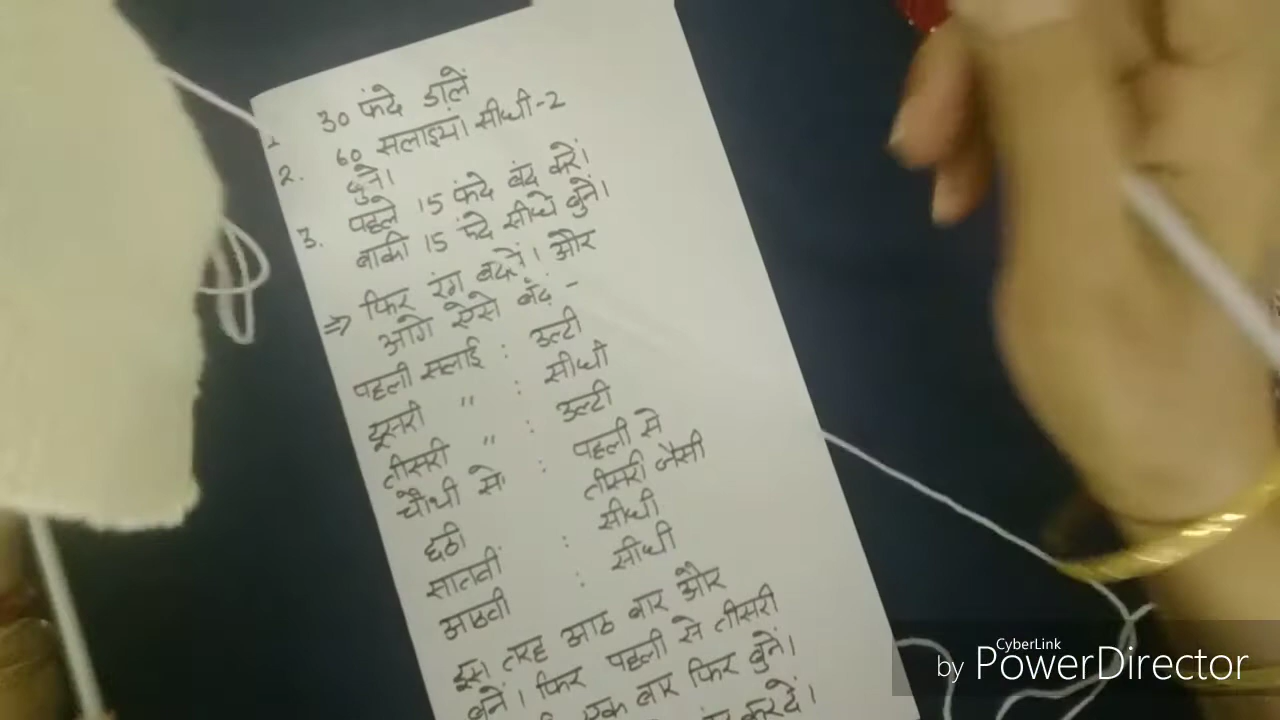 30 फंदे डालें
2. 60 सलाइयां सीधी-2
बुने।
3. पहले 15 फंदे बंद करें।
बाकी 15 फंदे सीधे बुनें।
⇒ फिर रंग बदलें। और
आगे ऐसे बंद -
पहली सलाई : उल्टी
दूसरी " : सीधी
तीसरी " : उल्टी
चौथी से : पहली से
छठी तीसरी जैसी
सातवीं : सीधी
आठवी : सीधी
इस तरह आठ बार और
बुनें। फिर पहली से तीसरी
एक बार फिर बुनें।
करदें।
CyberLink
by PowerDirector